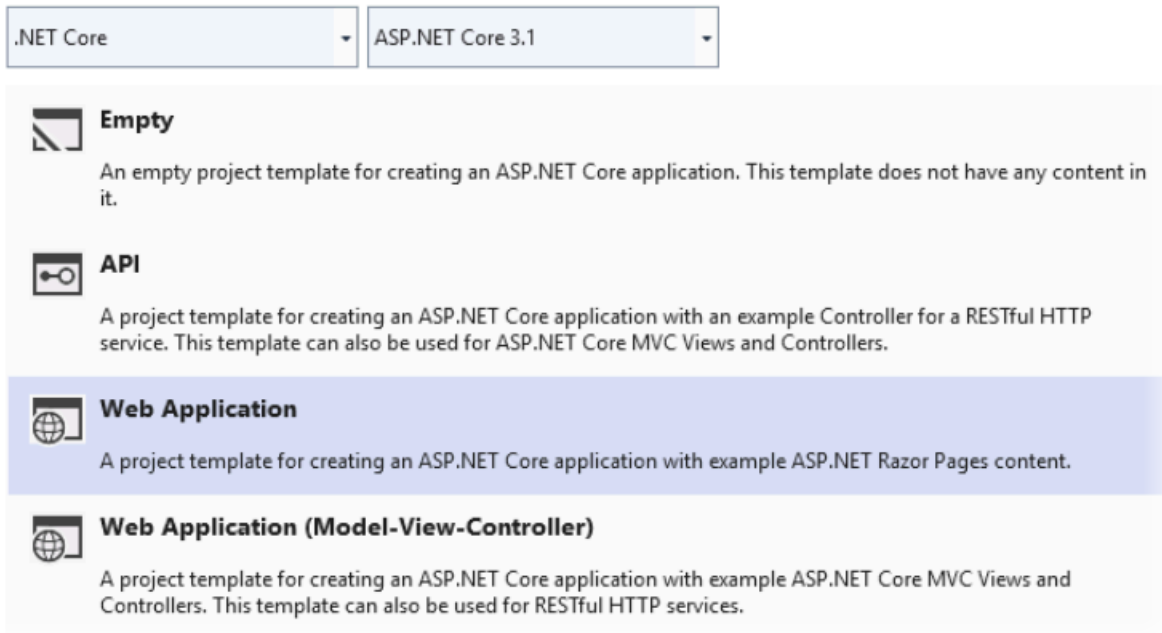 .NET Core
ASP.NET Core 3.1
Empty
An empty project template for creating an ASP.NET Core application. This template does not have any content in
it.
API
A project template for creating an ASP.NET Core application with an example Controller for a RESTful HTTP
service. This template can also be used for ASP.NET Core MVC Views and Controllers.
Web Application
A project template for creating an ASP.NET Core application with example ASP.NET Razor Pages content.
Web Application (Model-View-Controller)
A project template for creating an ASP.NET Core application with example ASP.NET Core MVC Views and
Controllers. This template can also be used for RESTful HTTP services.